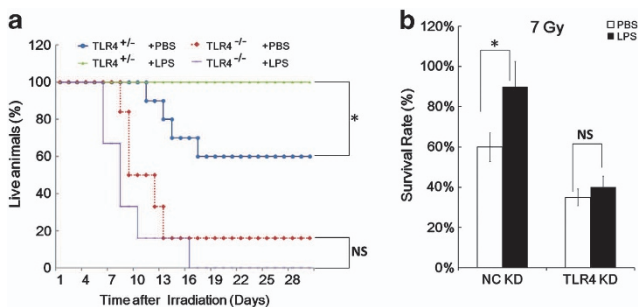 a
TLR4+/- +PBS TLR4-/- +PBS
TLR4+/- +LPS TLR4-/- +LPS
Live animals (%)
120
100
80
60
40
20
0
*
NS
1 4 7 10 13 16 19 22 25 28
Time after Irradiation (Days)
b
7 Gy
PBS
LPS
Survival Rate (%)
120%
100%
80%
60%
40%
20%
0%
*
NS
NC KD TLR4 KD